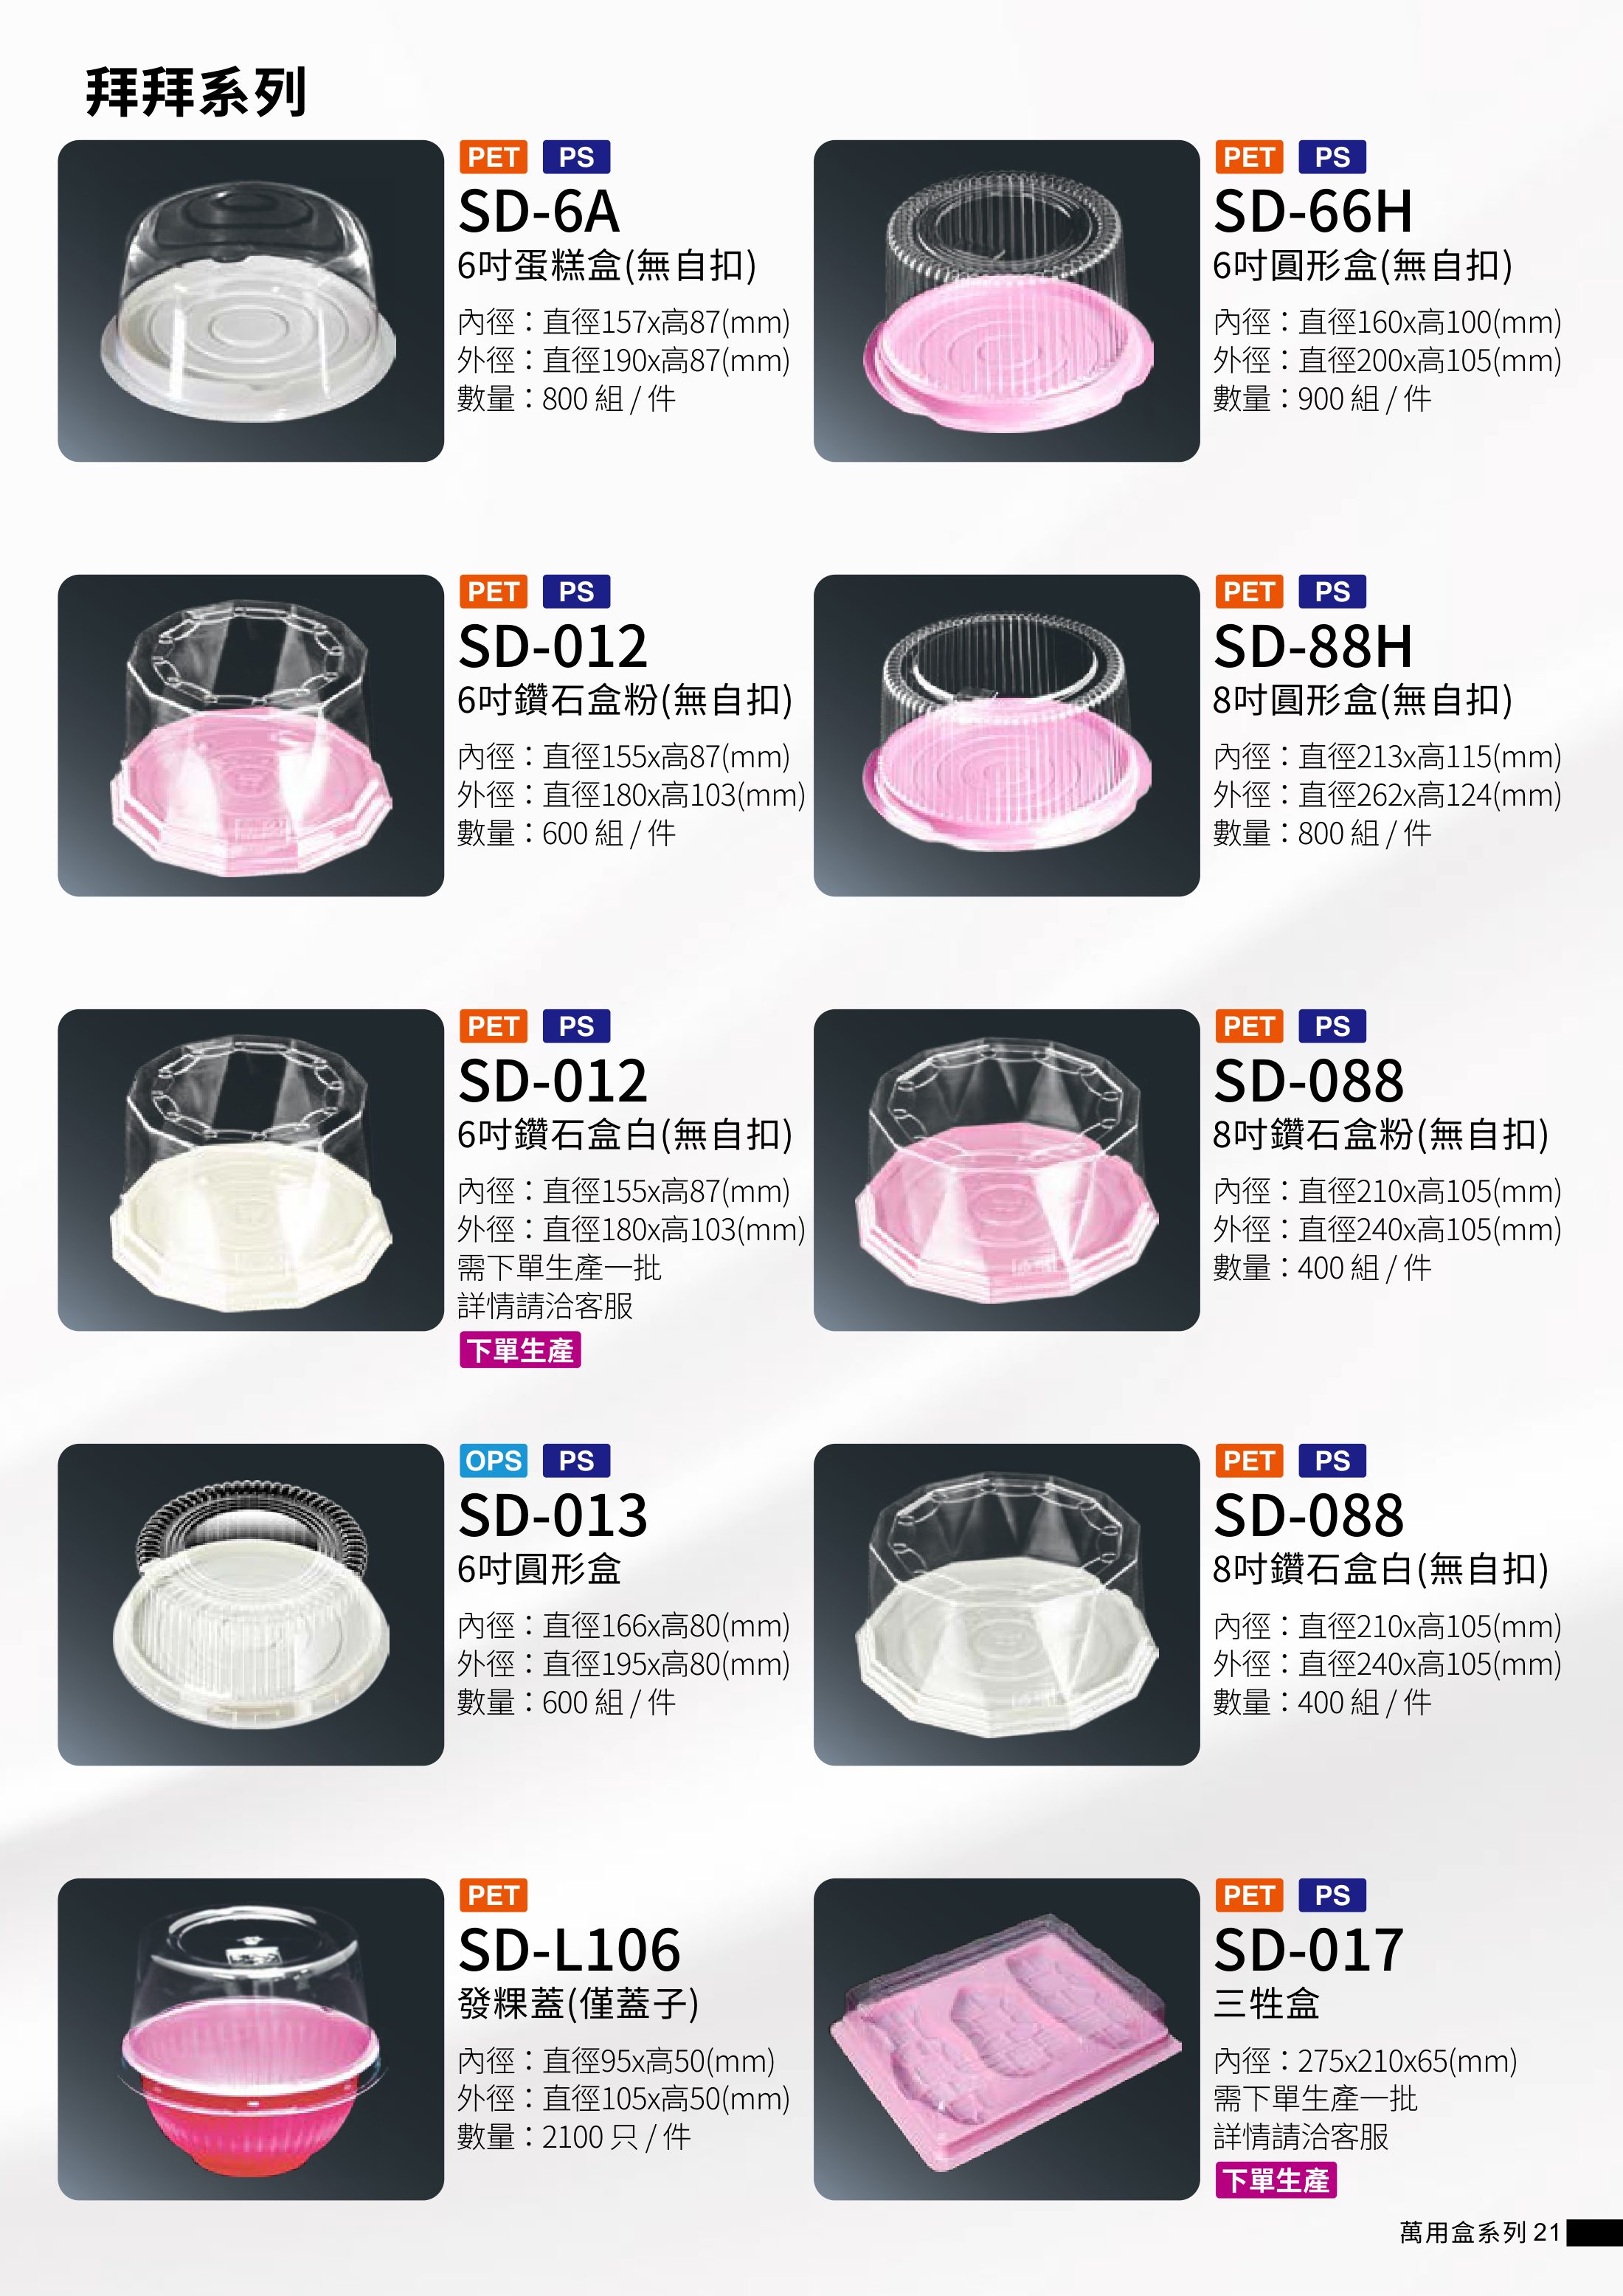 拜拜系列
PET PS
SD-6A
6吋蛋糕盒(無自扣)
內徑：直徑157x高87(mm)
外徑：直徑190x高87(mm)
數量：800 組 / 件
PET PS
SD-66H
6吋圓形盒(無自扣)
內徑：直徑160x高100(mm)
外徑：直徑200x高105(mm)
數量：900 組 / 件
PET PS
SD-012
6吋鑽石盒粉(無自扣)
內徑：直徑155x高87(mm)
外徑：直徑180x高103(mm)
數量：600 組 / 件
PET PS
SD-88H
8吋圓形盒(無自扣)
內徑：直徑213x高115(mm)
外徑：直徑262x高124(mm)
數量：800 組 / 件
PET PS
SD-012
6吋鑽石盒白(無自扣)
內徑：直徑155x高87(mm)
外徑：直徑180x高103(mm)
需下單生產一批
詳情請洽客服
下單生產
PET PS
SD-088
8吋鑽石盒粉(無自扣)
內徑：直徑210x高105(mm)
外徑：直徑240x高105(mm)
數量：400 組 / 件
OPS PS
SD-013
6吋圓形盒
內徑：直徑166x高80(mm)
外徑：直徑195x高80(mm)
數量：600 組 / 件
PET PS
SD-088
8吋鑽石盒白(無自扣)
內徑：直徑210x高105(mm)
外徑：直徑240x高105(mm)
數量：400 組 / 件
PET
SD-L106
發粿蓋(僅蓋子)
內徑：直徑95x高50(mm)
外徑：直徑105x高50(mm)
數量：2100 只 / 件
PET PS
SD-017
三牲盒
內徑：275x210x65(mm)
需下單生產一批
詳情請洽客服
下單生產
萬用盒系列 21